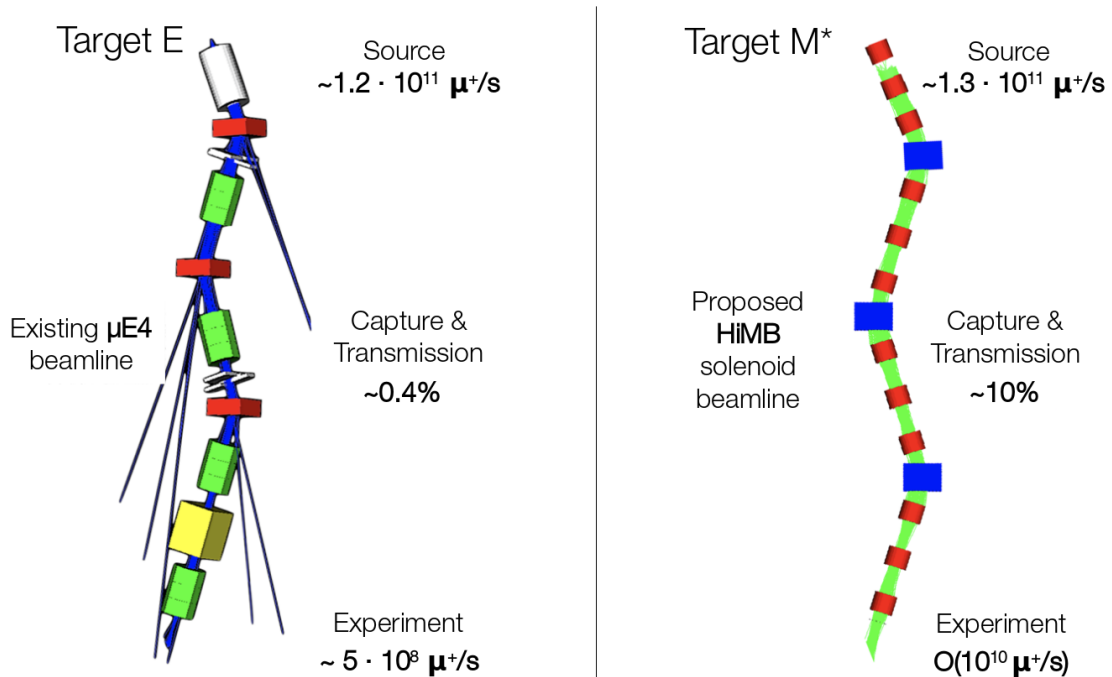 Target E
Source
~1.2 · 10¹¹ μ⁺/s
Existing μE4
beamline
Capture &
Transmission
~0.4%
Experiment
~ 5 · 10⁸ μ⁺/s
Target M*
Source
~1.3 · 10¹¹ μ⁺/s
Proposed
HiMB
solenoid
beamline
Capture &
Transmission
~10%
Experiment
O(10¹⁰ μ⁺/s)